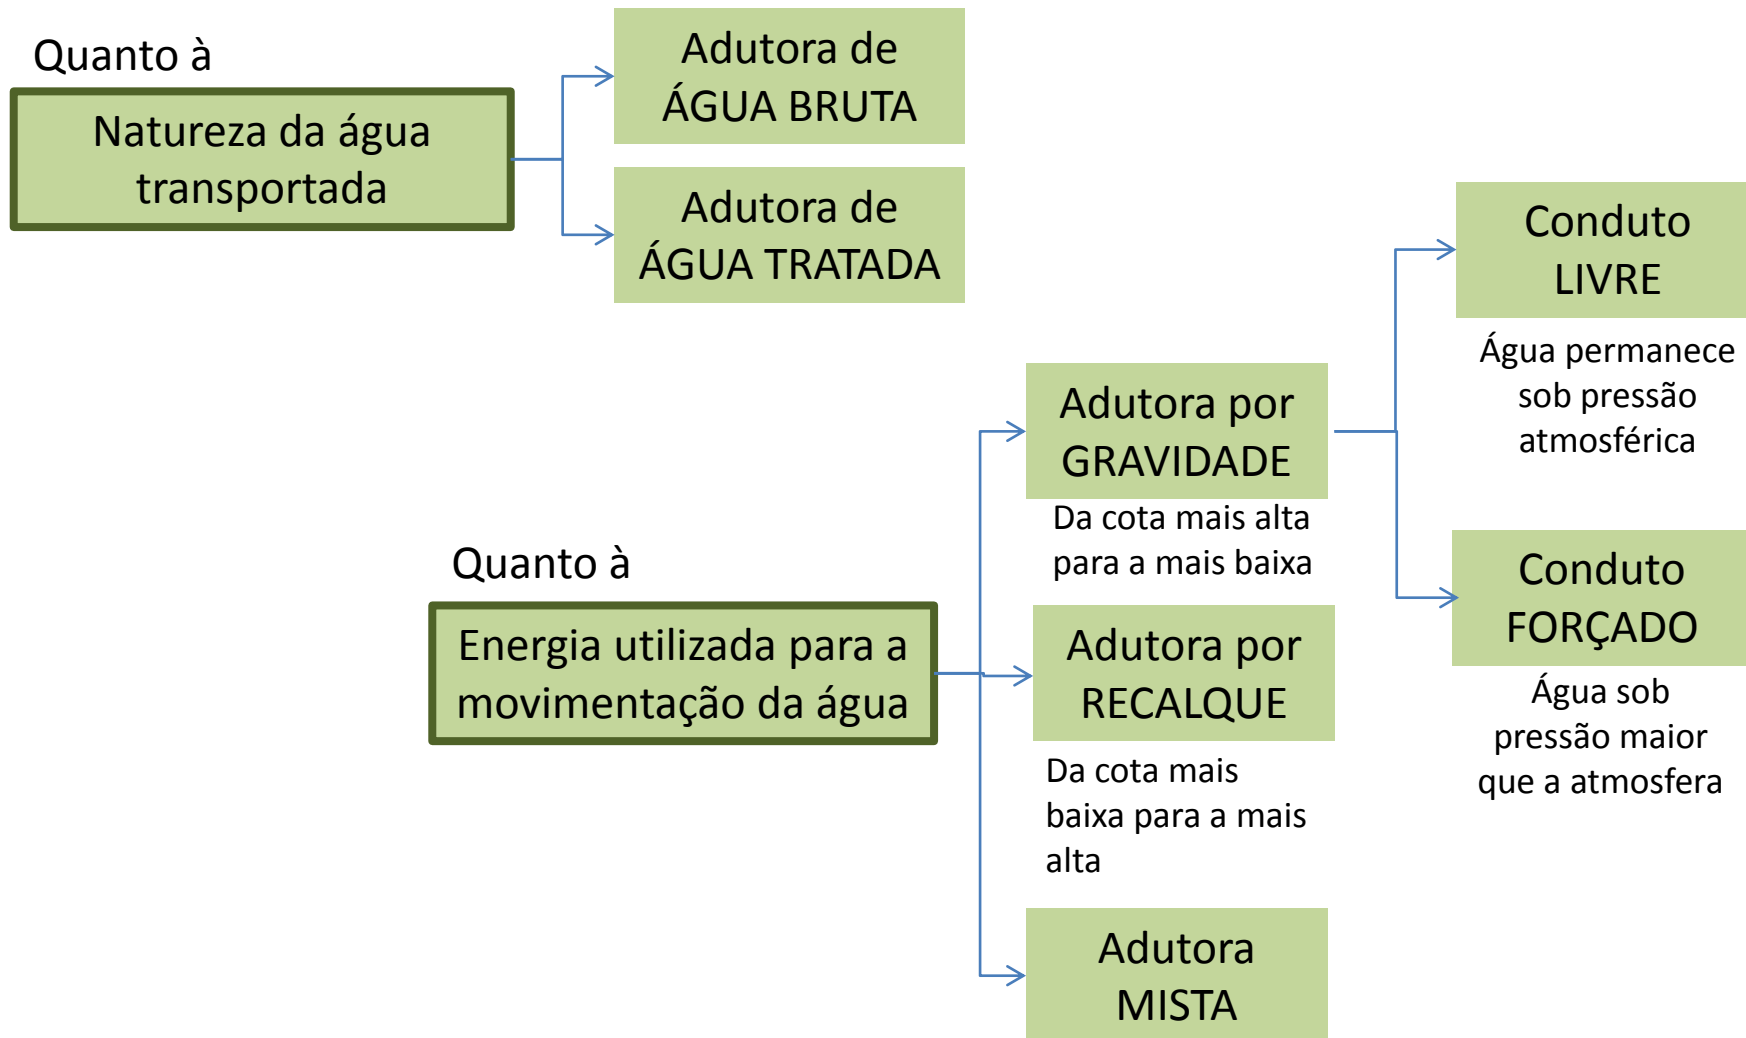 Quanto à
Natureza da água
transportada
Adutora de
ÁGUA BRUTA
Adutora de
ÁGUA TRATADA
Quanto à
Energia utilizada para a
movimentação da água
Adutora por
GRAVIDADE
Da cota mais alta
para a mais baixa
Adutora por
RECALQUE
Da cota mais
baixa para a mais
alta
Adutora
MISTA
Conduto
LIVRE
Água permanece
sob pressão
atmosférica
Conduto
FORÇADO
Água sob
pressão maior
que a atmosfera